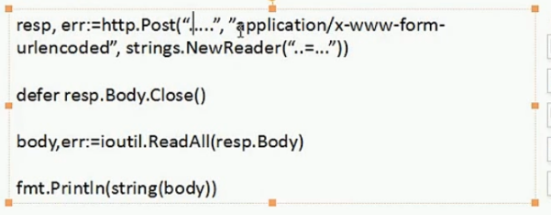 resp, err:=http.Post(“....”, ”application/x-www-form-
urlencoded”, strings.NewReader(“..=...”))
defer resp.Body.Close()
body,err:=ioutil.ReadAll(resp.Body)
fmt.Println(string(body))